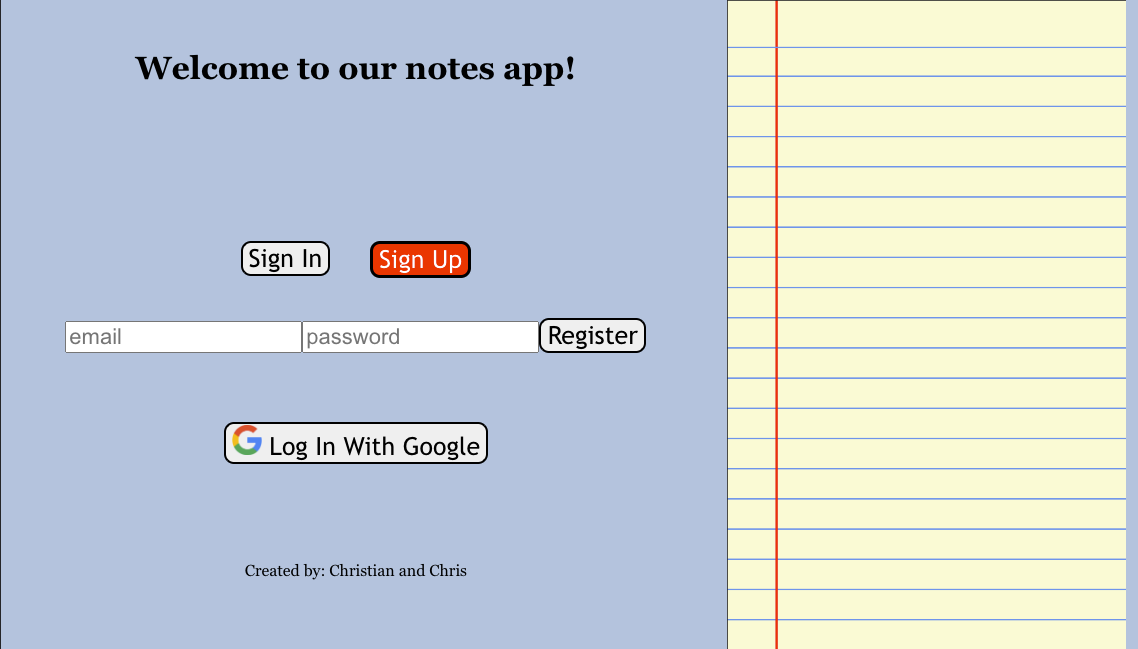 Welcome to our notes app!
Sign In Sign Up
email password Register
Log In With Google
Created by: Christian and Chris